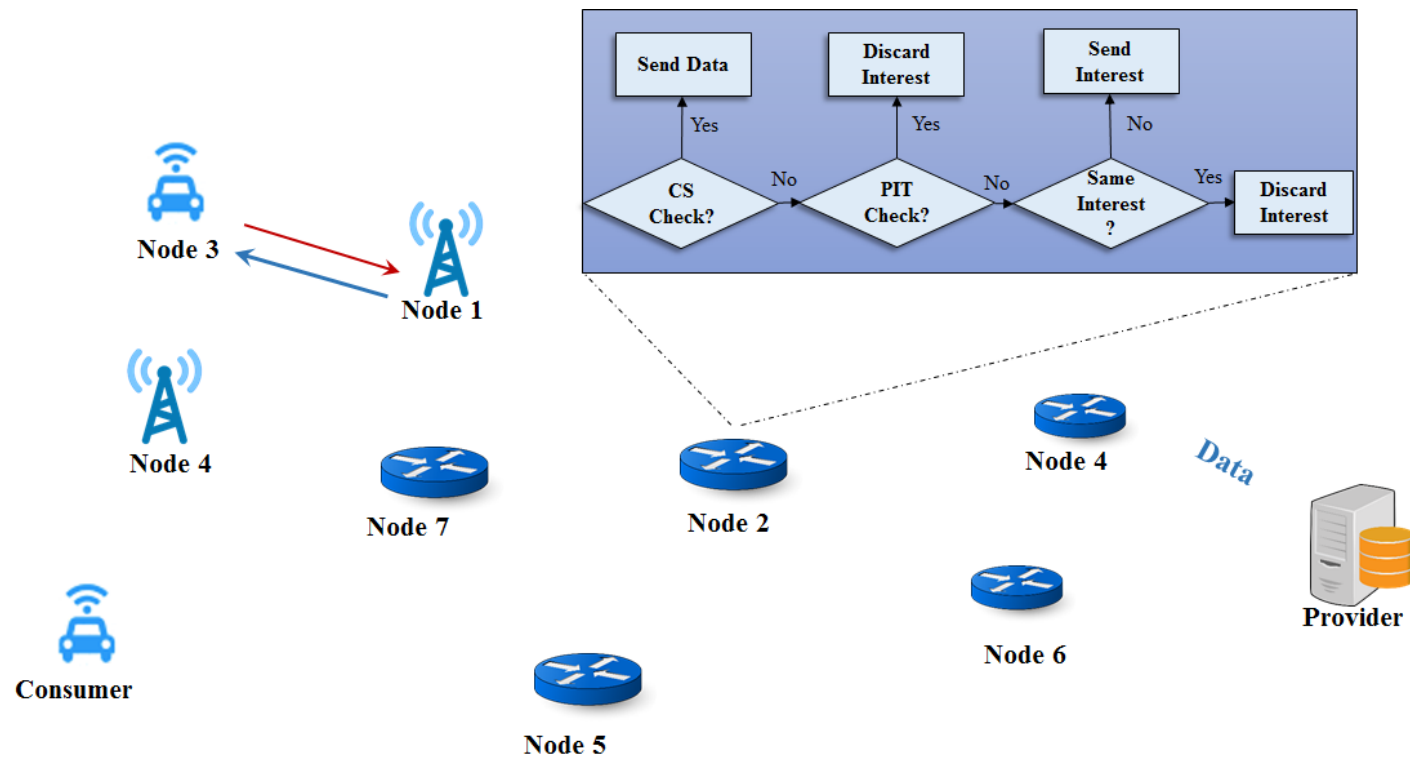 Send Data
Discard
Interest
Send
Interest
Yes
Yes
No
CS
Check?
No
PIT
Check?
No
Same
Interest
?
Yes
Discard
Interest
Node 3
Node 1
Node 4
Node 7
Node 2
Node 4
Data
Provider
Node 6
Consumer
Node 5